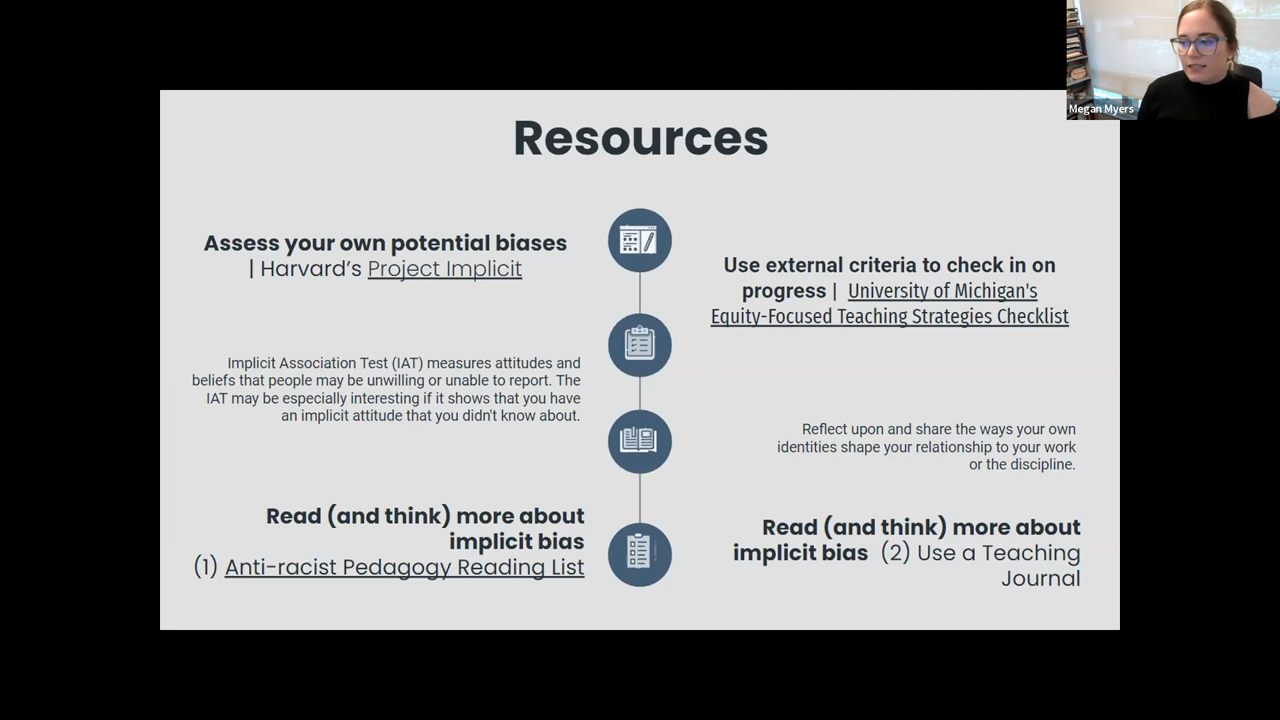 Megan Myers
Resources
Assess your own potential biases
| Harvard's Project Implicit
Use external criteria to check in on
progress | University of Michigan's
Equity-Focused Teaching Strategies Checklist
Implicit Association Test (IAT) measures attitudes and
beliefs that people may be unwilling or unable to report. The
IAT may be especially interesting if it shows that you have
an implicit attitude that you didn't know about.
Reflect upon and share the ways your own
identities shape your relationship to your work
or the discipline.
Read (and think) more about
implicit bias
(1) Anti-racist Pedagogy Reading List
Read (and think) more about
implicit bias (2) Use a Teaching
Journal